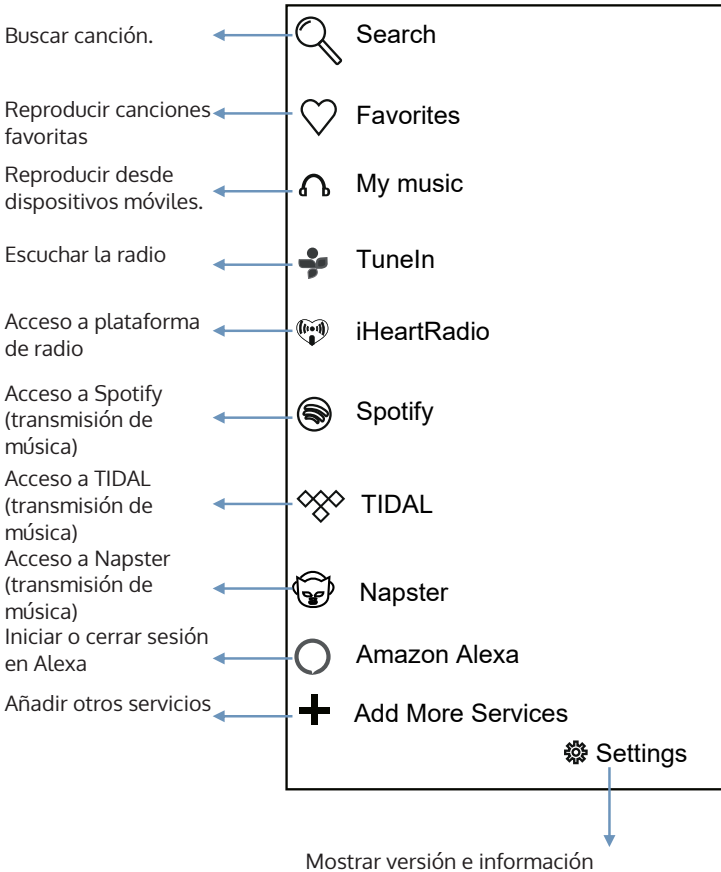 Buscar canción.
Search
Reproducir canciones
favoritas
Favorites
Reproducir desde
dispositivos móviles.
My music
Escuchar la radio
TuneIn
Acceso a plataforma
de radio
iHeartRadio
Acceso a Spotify
(transmisión de
música)
Spotify
Acceso a TIDAL
(transmisión de
música)
TIDAL
Acceso a Napster
(transmisión de
música)
Napster
Iniciar o cerrar sesión
en Alexa
Amazon Alexa
Añadir otros servicios
Add More Services
Settings
Mostrar versión e información